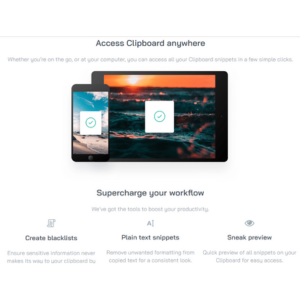 Access Clipboard anywhere
Whether you're on the go, or at your computer, you can access all your Clipboard snippets in a few simple clicks.
Supercharge your workflow
We've got the tools to boost your productivity.
Create blacklists
Plain text snippets
Sneak preview
Ensure sensitive information never
makes its way to your clipboard by
Remove unwanted formatting from
copied text for a consistent look.
Quick preview of all snippets on your
Clipboard for easy access.